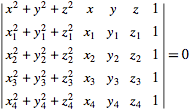 x² + y² + z² x y z 1
x₁² + y₁² + z₁² x₁ y₁ z₁ 1
x₂² + y₂² + z₂² x₂ y₂ z₂ 1 = 0
x₃² + y₃² + z₃² x₃ y₃ z₃ 1
x₄² + y₄² + z₄² x₄ y₄ z₄ 1